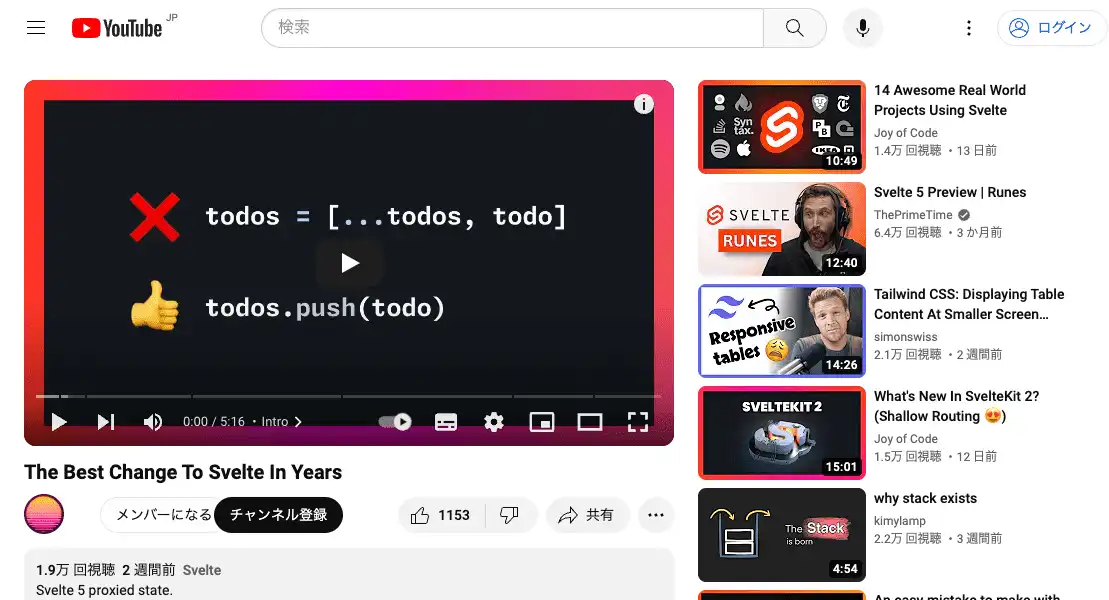 YouTube JP
検索
ログイン
todos = [...todos, todo]
todos.push(todo)
0:00 / 5:16 ・Intro
The Best Change To Svelte In Years
メンバーになる
チャンネル登録
1153
共有
1.9万 回視聴 2 週間前 Svelte
Svelte 5 proxied state.
Syn
tax.
IKEA
10:49
14 Awesome Real World
Projects Using Svelte
Joy of Code
1.4万 回視聴 ・13 日前
SVELTE
RUNES
12:40
Svelte 5 Preview | Runes
ThePrimeTime
6.4万 回視聴 ・3 か月前
Responsive
tables
14:26
Tailwind CSS: Displaying Table
Content At Smaller Screen…
simonswiss
2.1万 回視聴 ・2 週間前
SVELTEKIT 2
15:01
What's New In SvelteKit 2?
(Shallow Routing 😍)
Joy of Code
1.5万 回視聴 ・12 日前
The Stack
is born
4:54
why stack exists
kimylamp
2.2万 回視聴 ・3 週間前
An easy mistake to make with